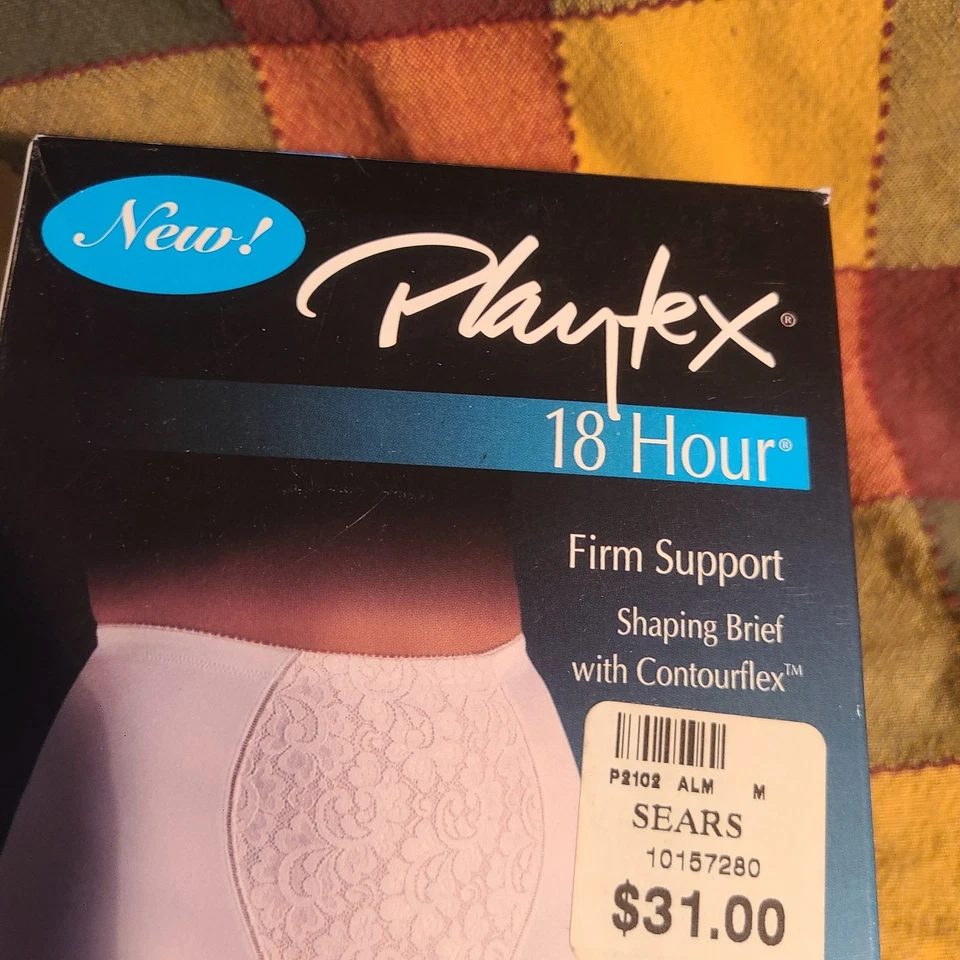 New!
Playtex®
18 Hour®
Firm Support
Shaping Brief
with Contourflex™
P2102 ALM M
SEARS
10157280
$31.00